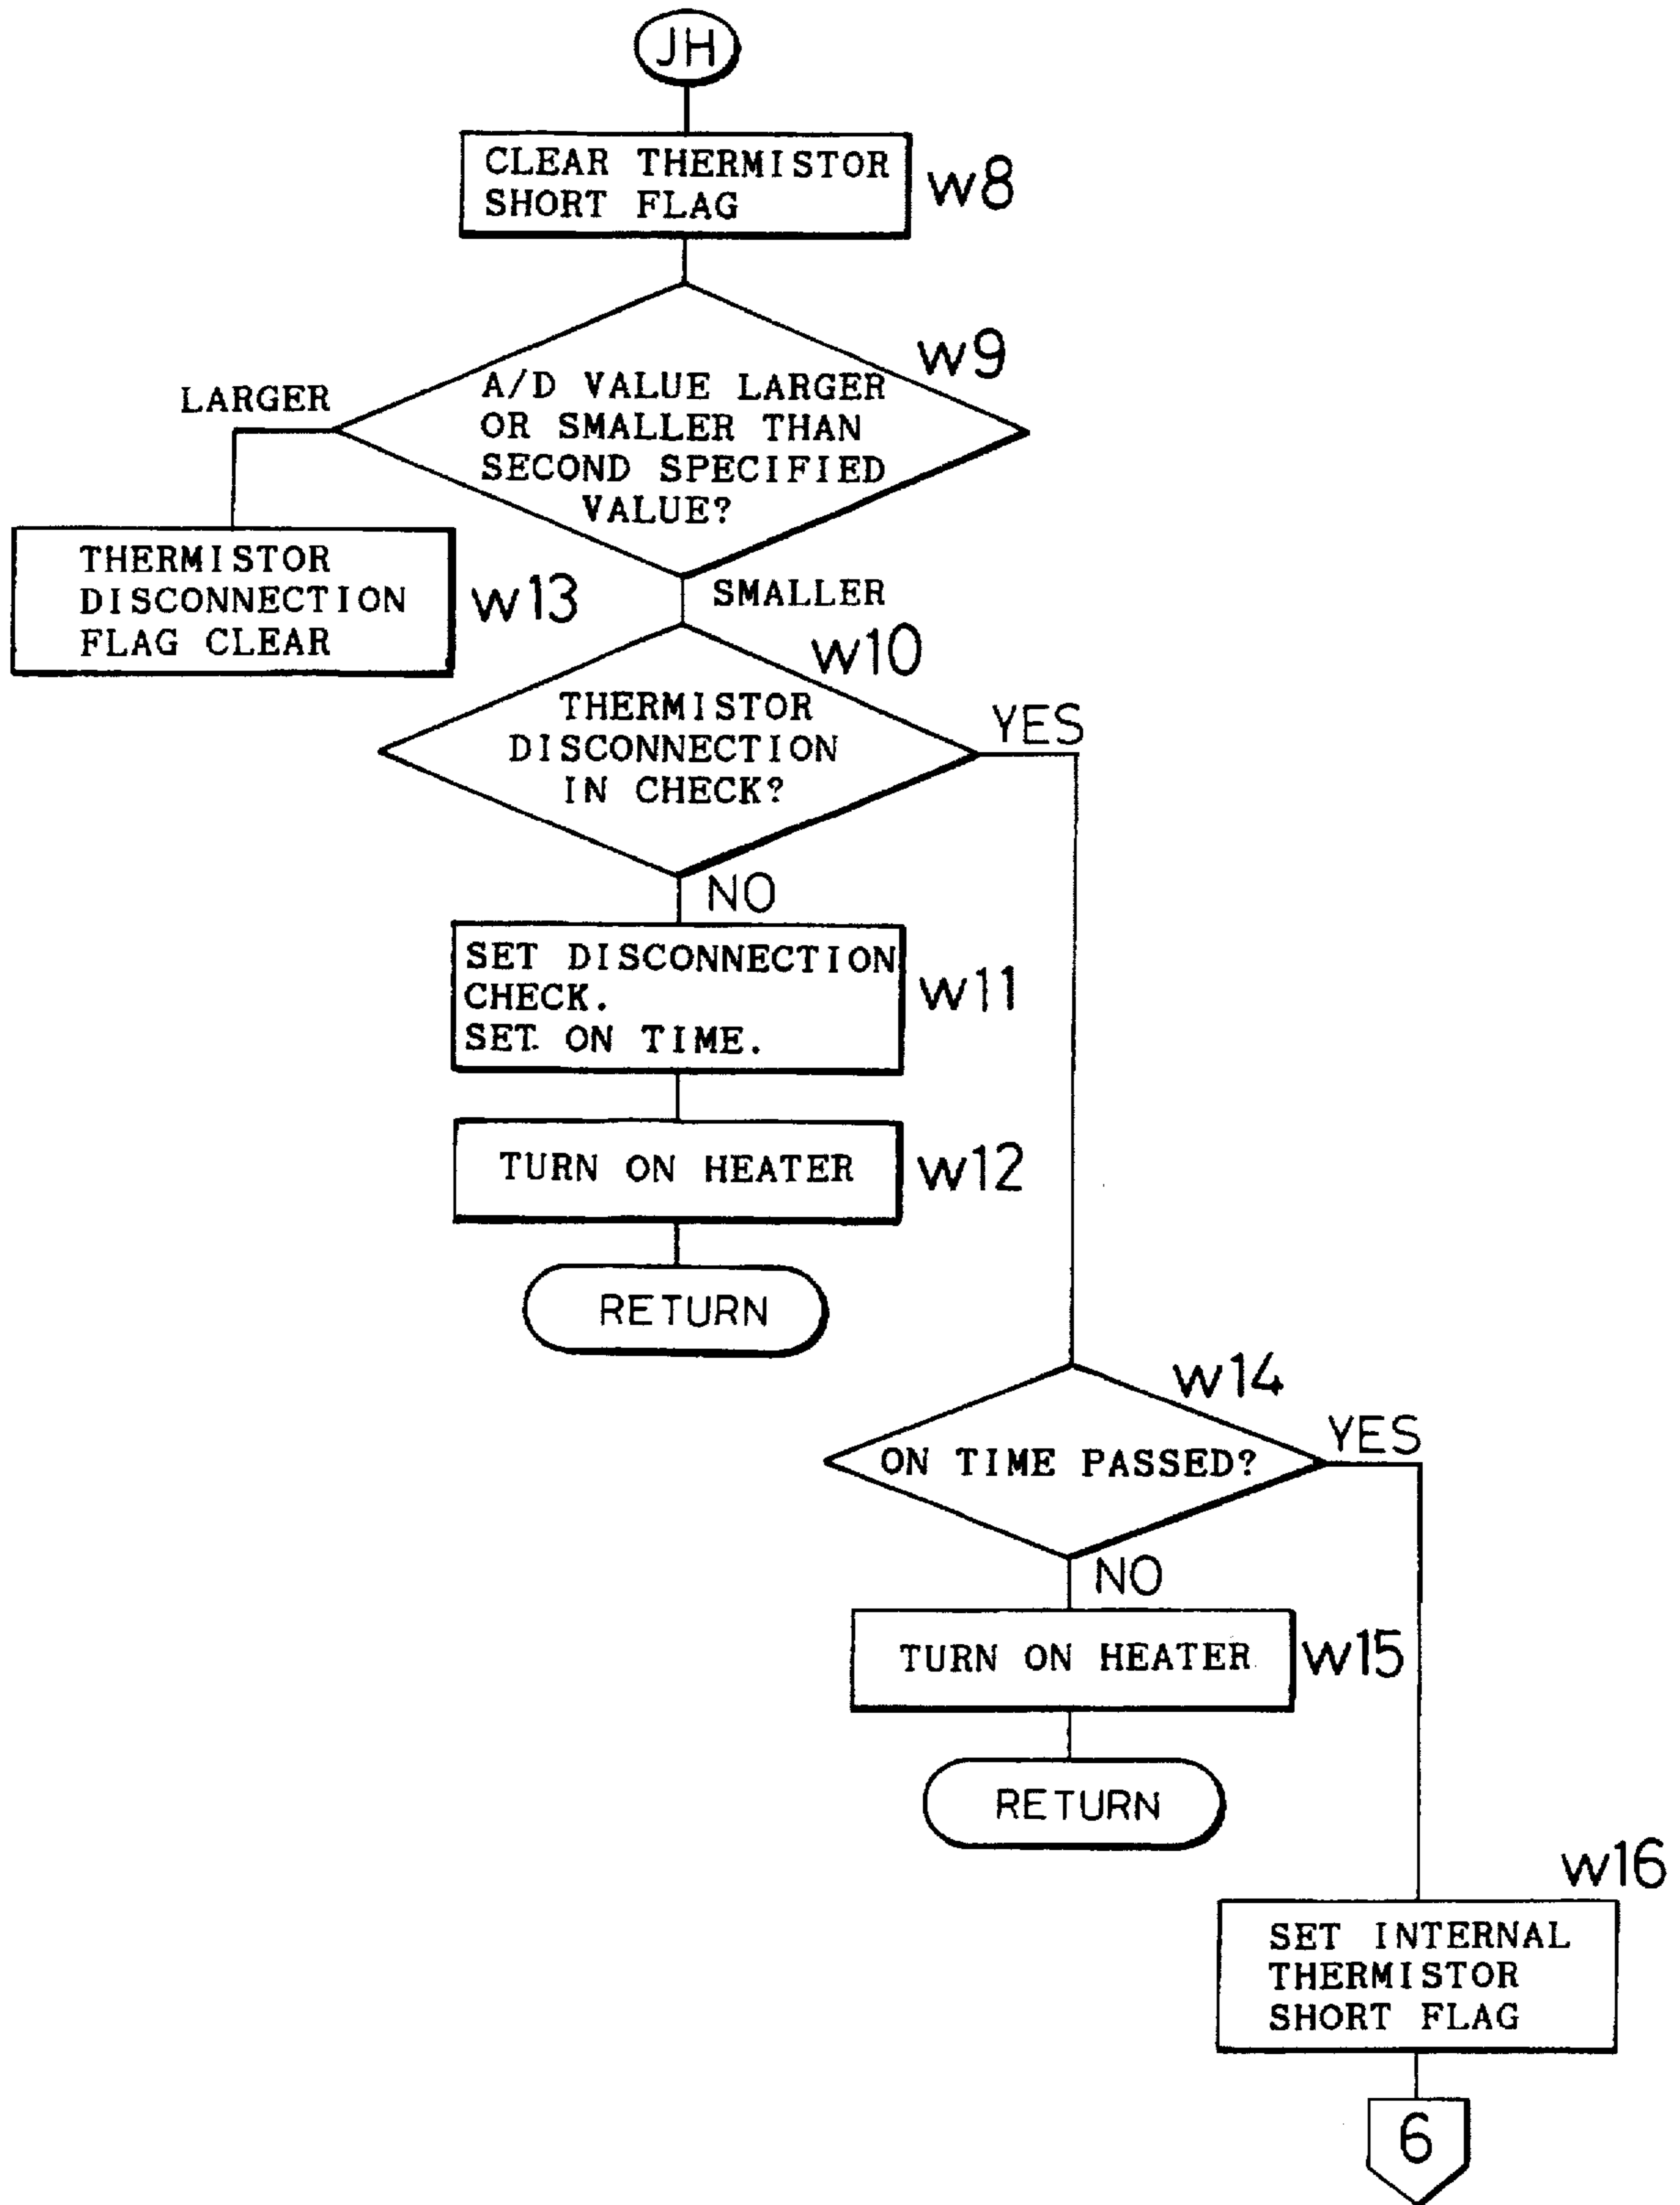 JH
CLEAR THERMISTOR
SHORT FLAG
w8
w9
A/D VALUE LARGER
OR SMALLER THAN
SECOND SPECIFIED
VALUE?
LARGER
THERMISTOR
DISCONNECTION
FLAG CLEAR
w13
SMALLER
w10
THERMISTOR
DISCONNECTION
IN CHECK?
YES
NO
SET DISCONNECTION
CHECK.
SET ON TIME.
w11
TURN ON HEATER
w12
RETURN
w14
ON TIME PASSED?
YES
NO
TURN ON HEATER
w15
RETURN
w16
SET INTERNAL
THERMISTOR
SHORT FLAG
6